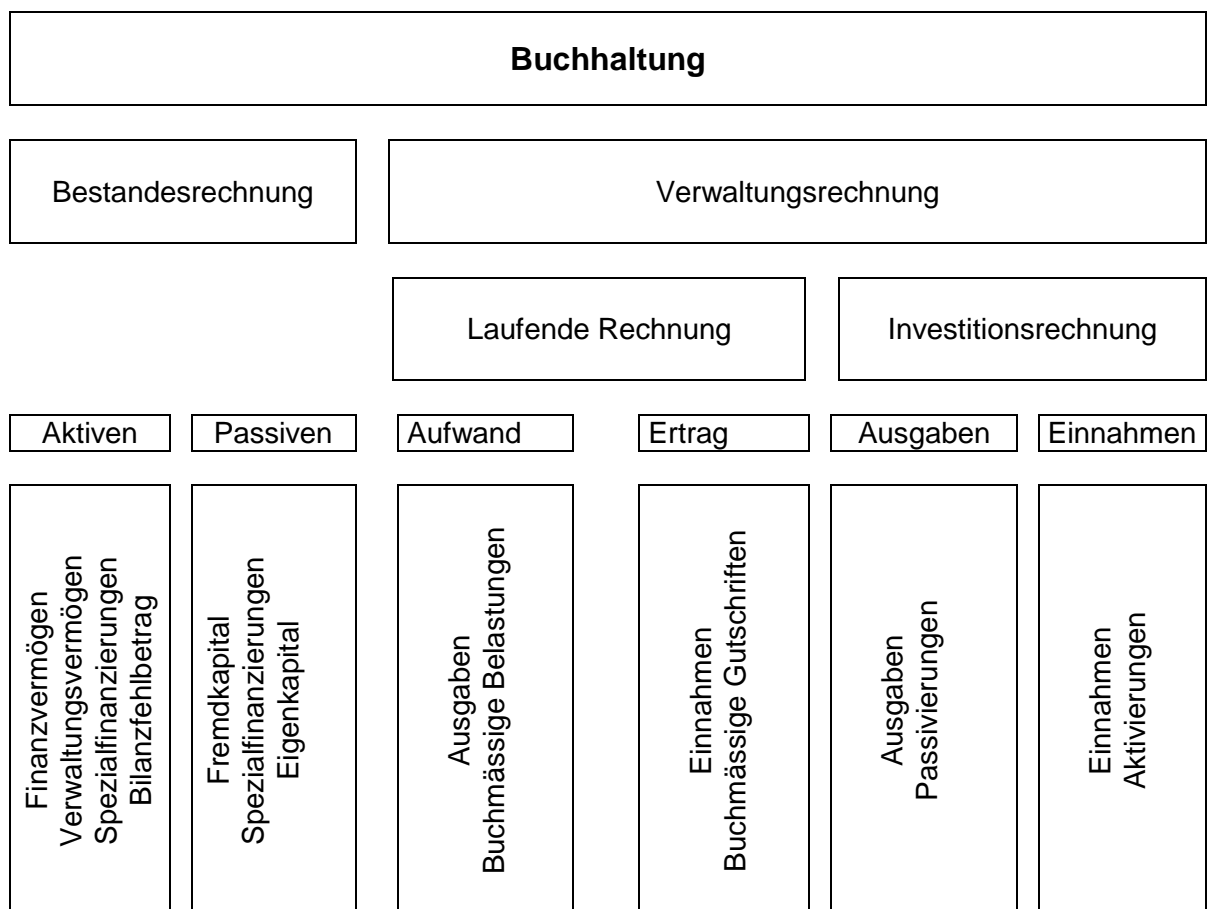 Buchhaltung
Bestandesrechnung
Verwaltungsrechnung
Laufende Rechnung
Investitionsrechnung
Aktiven
Passiven
Aufwand
Ertrag
Ausgaben
Einnahmen
Finanzvermögen
Verwaltungsvermögen
Spezialfinanzierungen
Bilanzfehlbetrag
Fremdkapital
Spezialfinanzierungen
Eigenkapital
Ausgaben
Buchmässige Belastungen
Einnahmen
Buchmässige Gutschriften
Ausgaben
Passivierungen
Einnahmen
Aktivierungen